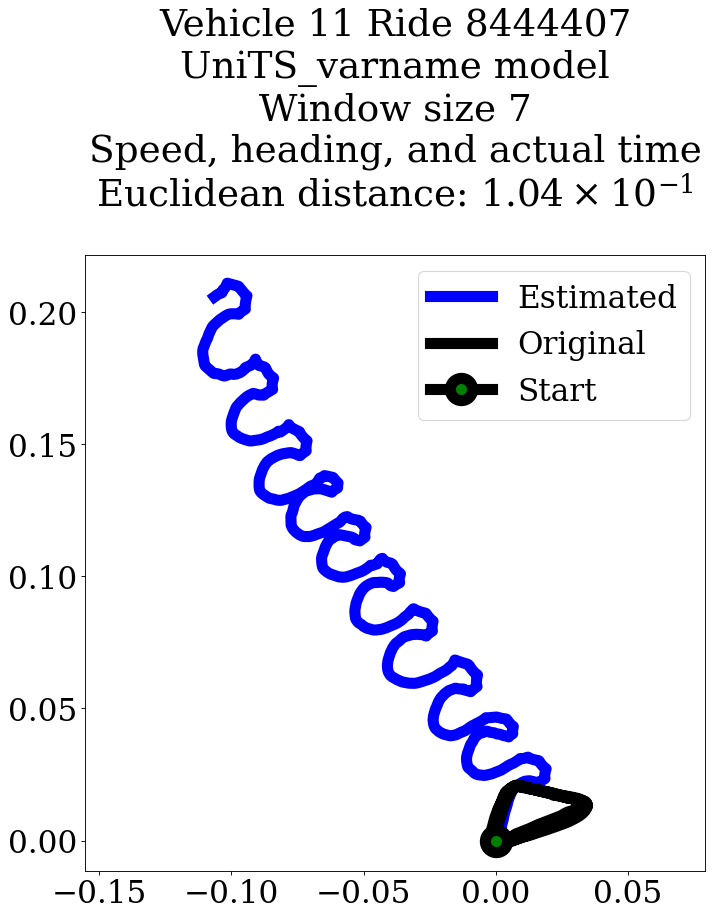 Vehicle 11 Ride 8444407
UniTS_varname model
Window size 7
Speed, heading, and actual time
Euclidean distance: 1.04 × 10⁻¹
Estimated
Original
Start
0.20
0.15
0.10
0.05
0.00
−0.15 −0.10 −0.05 0.00 0.05